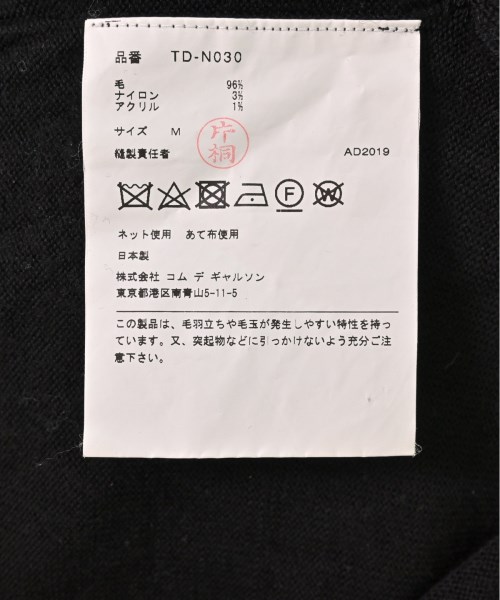 品番 TD-N030
毛 96%
ナイロン 3%
アクリル 1%
サイズ M
片桐
縫製責任者 AD2019
F W
ネット使用 あて布使用
日本製
株式会社 コム デ ギャルソン
東京都港区南青山5-11-5
この製品は、毛羽立ちや毛玉が発生しやすい特性を持っ
ています。又、突起物などに引っかけないよう充分ご注
意下さい。